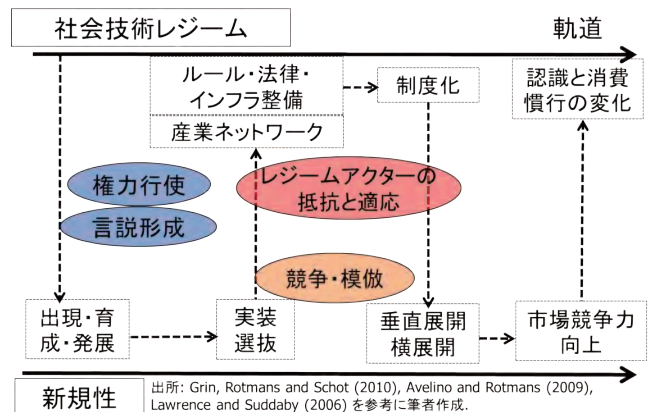 社会技術レジーム
軌道
ルール・法律・
インフラ整備
産業ネットワーク
制度化
認識と消費
慣行の変化
権力行使
言説形成
レジームアクターの
抵抗と適応
競争・模倣
出現・育
成・発展
実装
選抜
垂直展開
横展開
市場競争力
向上
新規性
出所: Grin, Rotmans and Schot (2010), Avelino and Rotmans (2009),
Lawrence and Suddaby (2006) を参考に筆者作成.